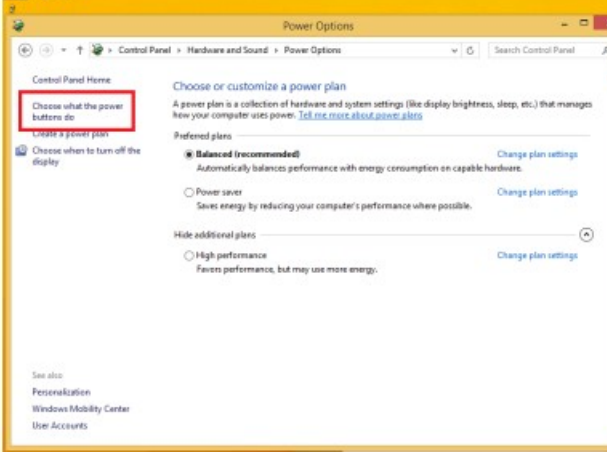 Power Options
Control Panel › Hardware and Sound › Power Options
Search Control Panel
Control Panel Home
Choose what the power
buttons do
Create a power plan
Choose when to turn off the
display
Choose or customize a power plan
A power plan is a collection of hardware and system settings (like display brightness, sleep, etc.) that manages
how your computer uses power. Tell me more about power plans
Preferred plans
Balanced (recommended) Change plan settings
Automatically balances performance with energy consumption on capable hardware.
Power saver Change plan settings
Saves energy by reducing your computer's performance where possible.
Hide additional plans
High performance Change plan settings
Favors performance, but may use more energy.
See also
Personalization
Windows Mobility Center
User Accounts